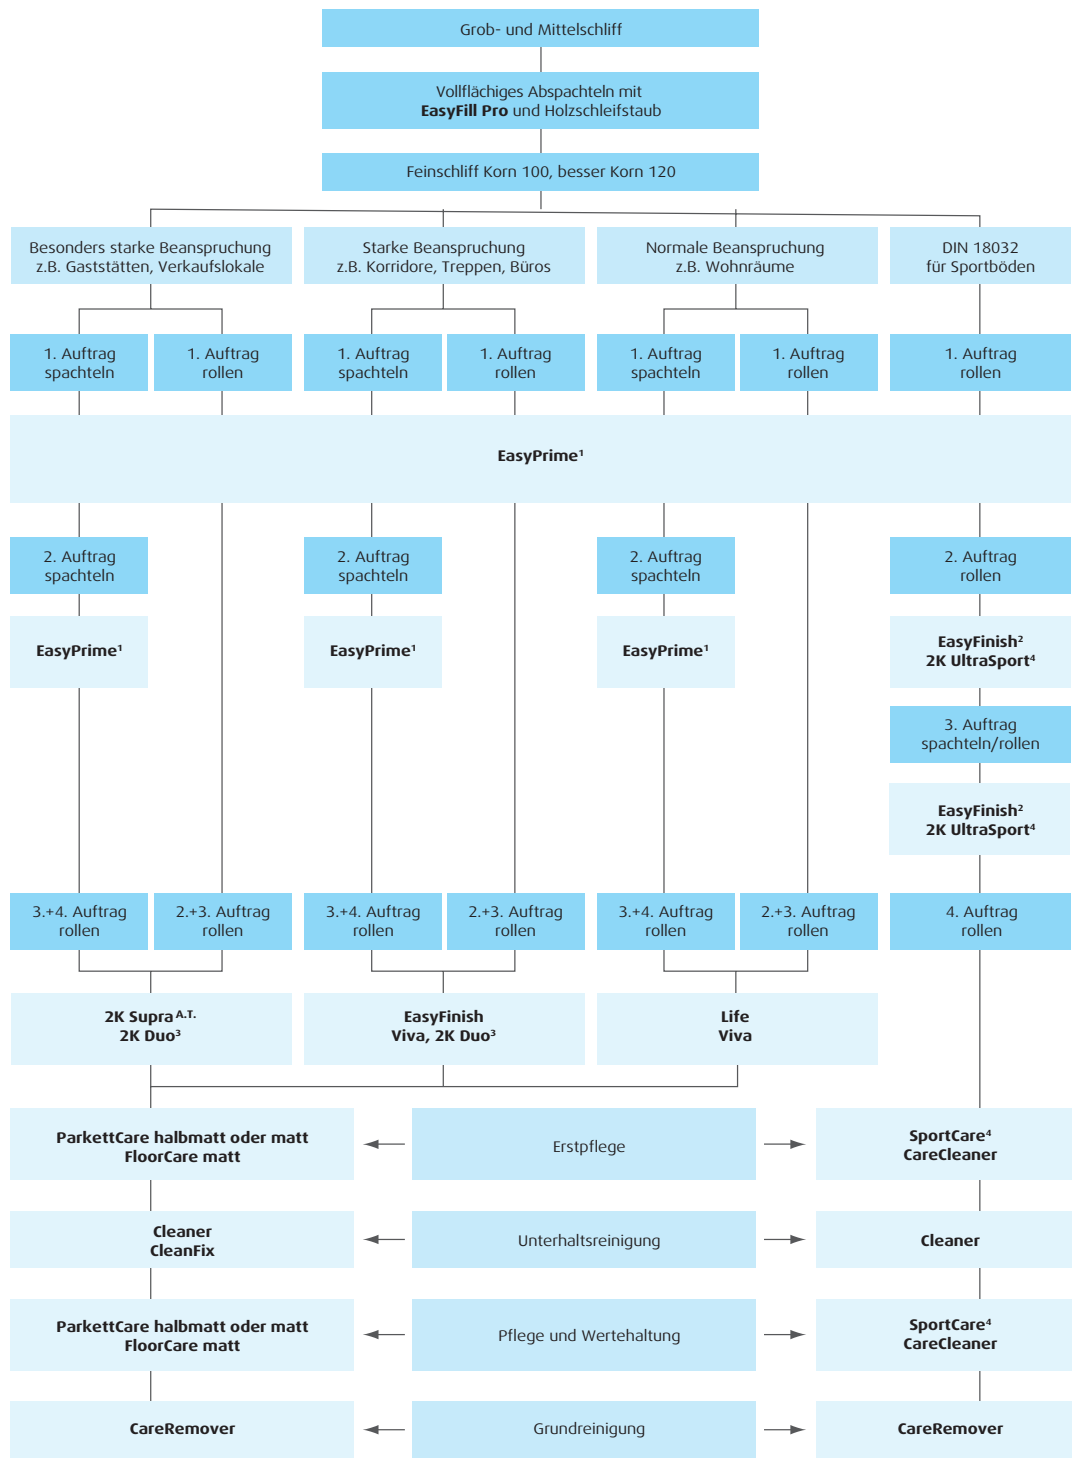 Grob- und Mittelschliff
Vollflächiges Abspachteln mit
EasyFill Pro und Holzschleifstaub
Feinschliff Korn 100, besser Korn 120
Besonders starke Beanspruchung
z.B. Gaststätten, Verkaufslokale
Starke Beanspruchung
z.B. Korridore, Treppen, Büros
Normale Beanspruchung
z.B. Wohnräume
DIN 18032
für Sportböden
1. Auftrag
spachteln
1. Auftrag
rollen
1. Auftrag
spachteln
1. Auftrag
rollen
1. Auftrag
spachteln
1. Auftrag
rollen
1. Auftrag
rollen
EasyPrime¹
2. Auftrag
spachteln
2. Auftrag
spachteln
2. Auftrag
spachteln
2. Auftrag
rollen
EasyPrime¹
EasyPrime¹
EasyPrime¹
EasyFinish²
2K UltraSport⁴
3. Auftrag
spachteln/rollen
EasyFinish²
2K UltraSport⁴
3.+4. Auftrag
rollen
2.+3. Auftrag
rollen
3.+4. Auftrag
rollen
2.+3. Auftrag
rollen
3.+4. Auftrag
rollen
2.+3. Auftrag
rollen
4. Auftrag
rollen
2K Supra A.T.
2K Duo³
EasyFinish
Viva, 2K Duo³
Life
Viva
ParkettCare halbmatt oder matt
FloorCare matt
Erstpflege
SportCare⁴
CareCleaner
Cleaner
CleanFix
Unterhaltsreinigung
Cleaner
ParkettCare halbmatt oder matt
FloorCare matt
Pflege und Wertehaltung
SportCare⁴
CareCleaner
CareRemover
Grundreinigung
CareRemover